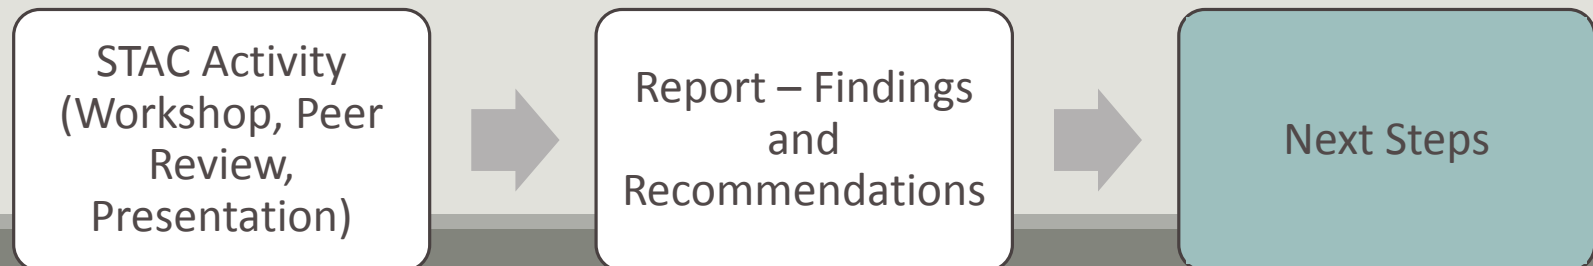 STAC Activity
(Workshop, Peer
Review,
Presentation)
Report – Findings
and
Recommendations
Next Steps